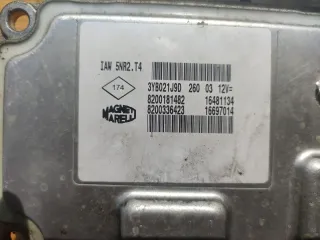 IAW 5NR2.T4
174
3YB021J9D 260 03 12V=
8200181482 16481134
8200336423 16697014
MAGNETI
MARELLI